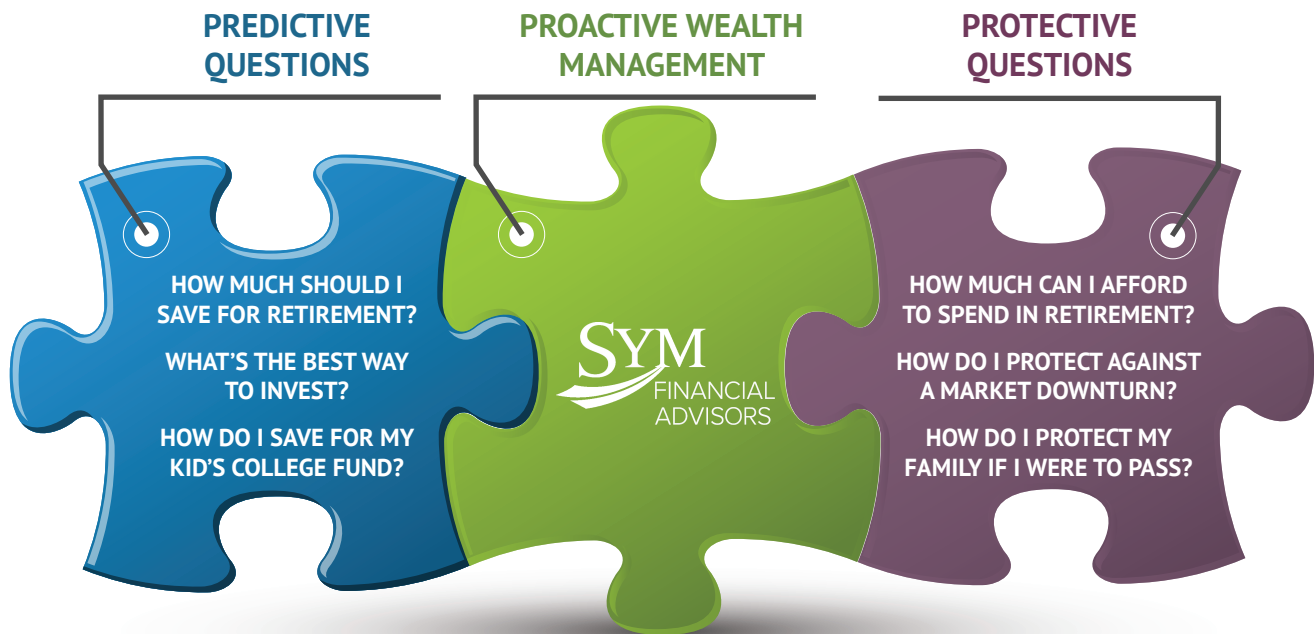 PREDICTIVE
QUESTIONS
PROACTIVE WEALTH
MANAGEMENT
PROTECTIVE
QUESTIONS
HOW MUCH SHOULD I
SAVE FOR RETIREMENT?
WHAT’S THE BEST WAY
TO INVEST?
HOW DO I SAVE FOR MY
KID’S COLLEGE FUND?
SYM
FINANCIAL
ADVISORS
HOW MUCH CAN I AFFORD
TO SPEND IN RETIREMENT?
HOW DO I PROTECT AGAINST
A MARKET DOWNTURN?
HOW DO I PROTECT MY
FAMILY IF I WERE TO PASS?